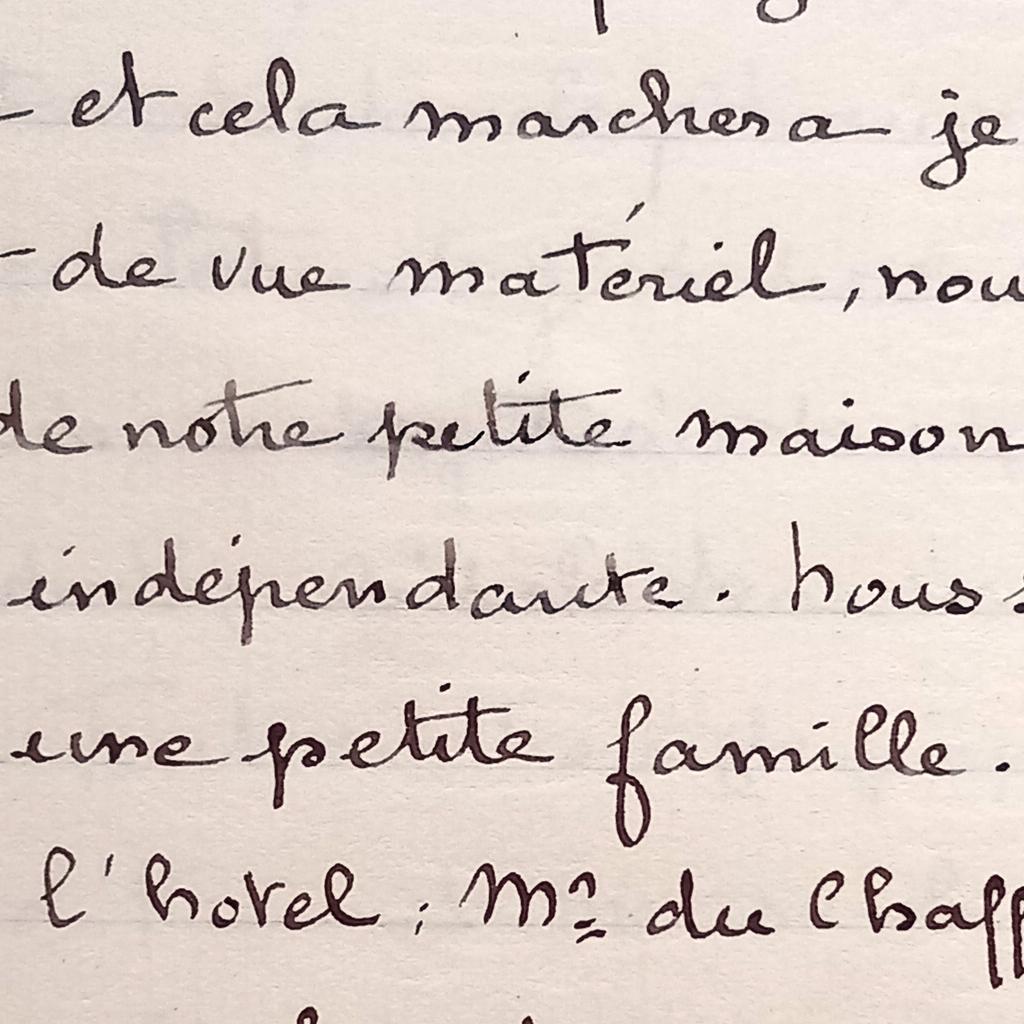 et cela marchera je
de vue matériel, nou
de notre petite maison
indépendante. Nous s
une petite famille.
l'hotel ; Mr du Chaff